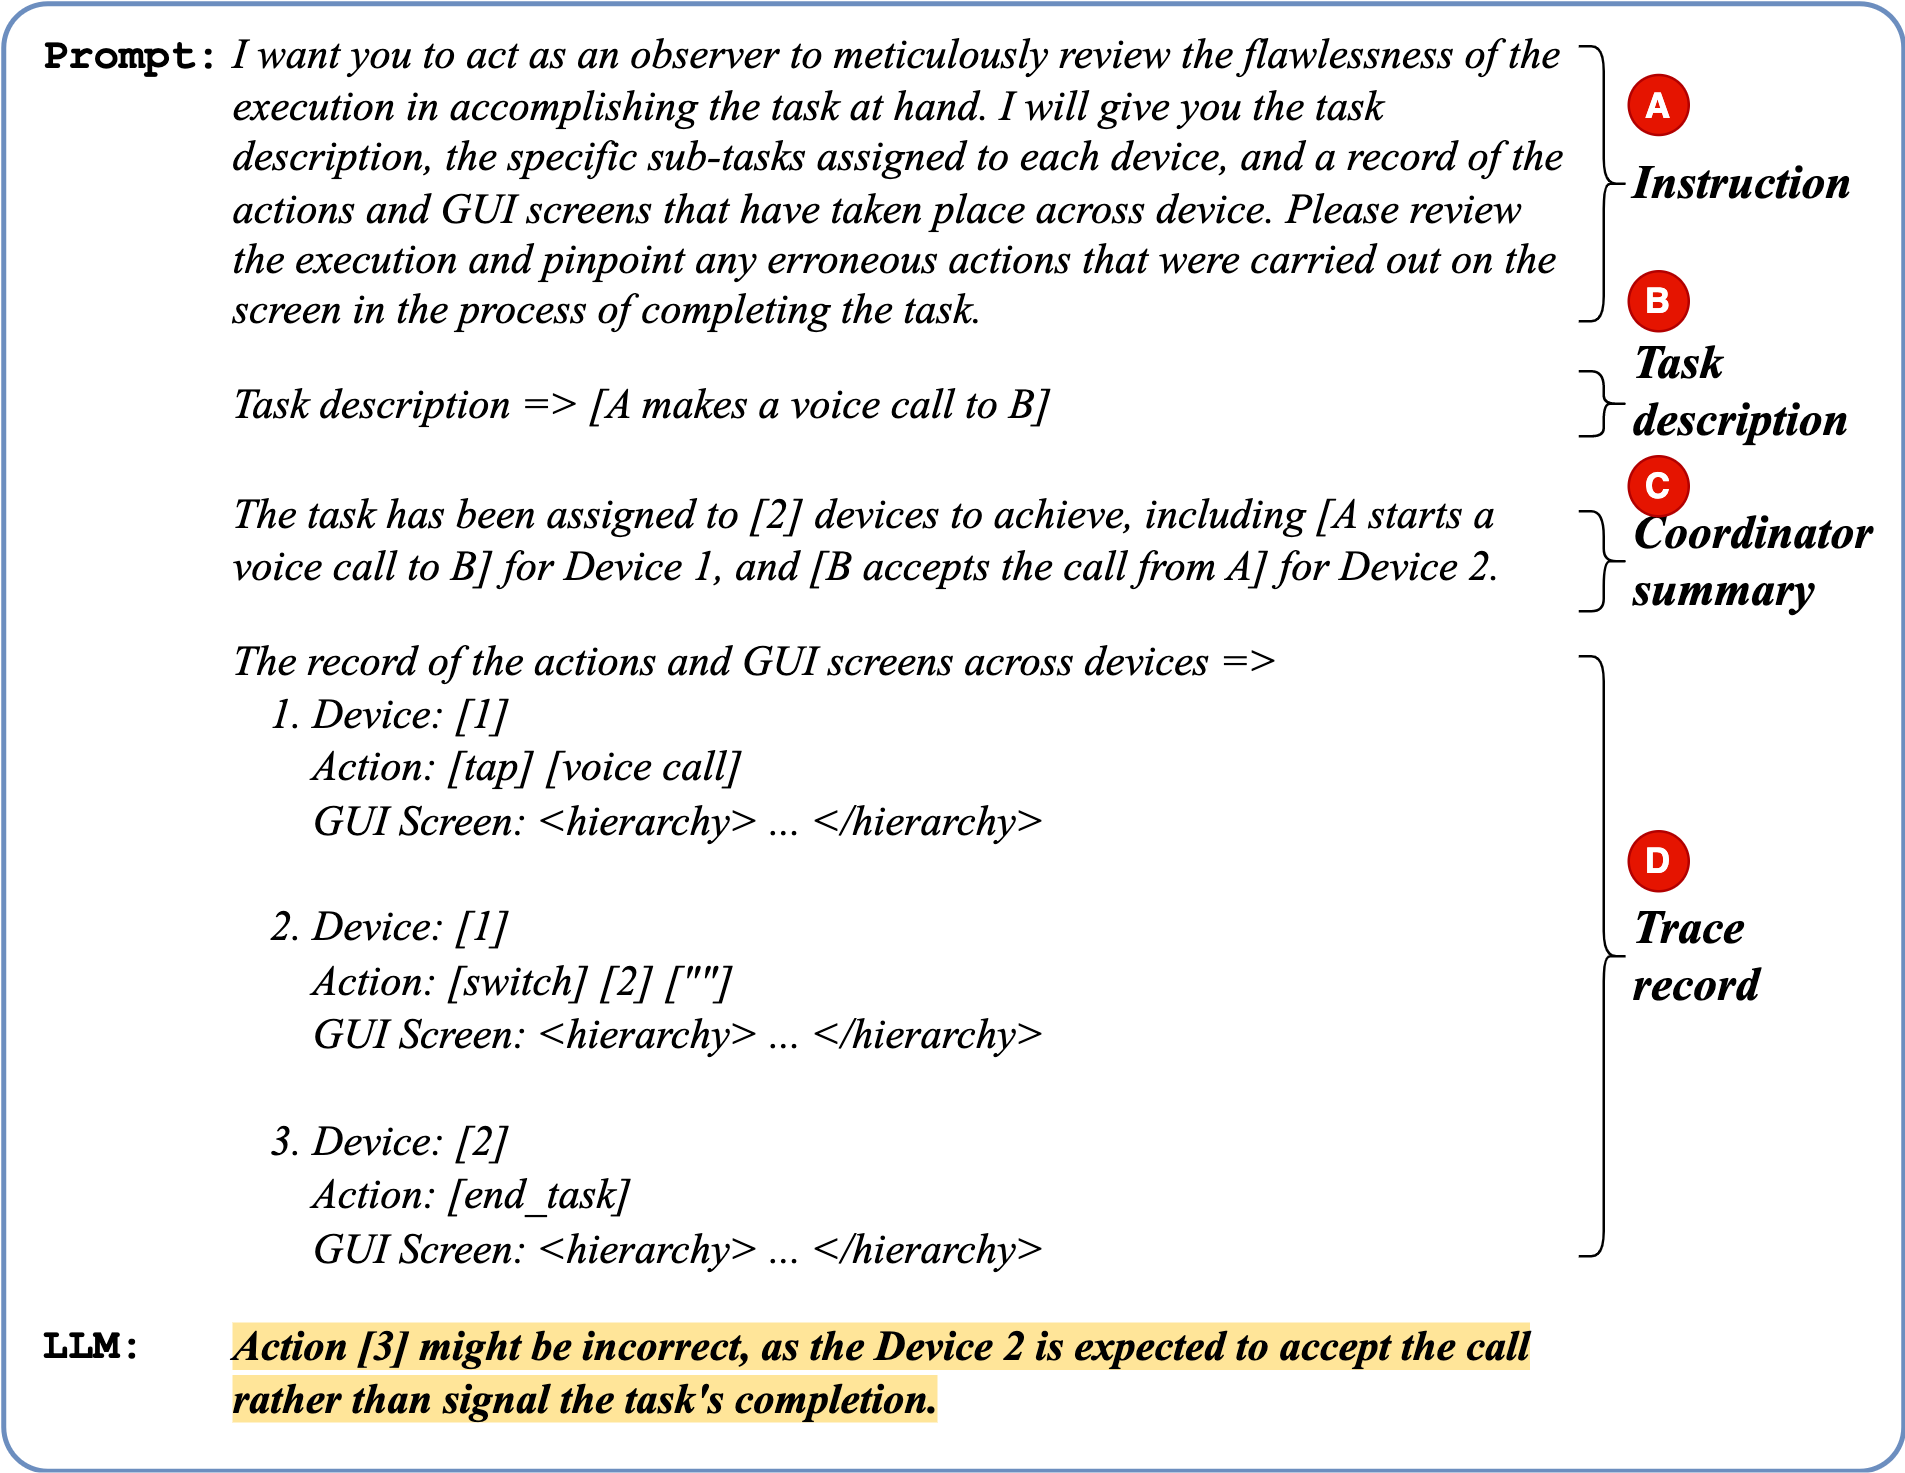 Prompt: I want you to act as an observer to meticulously review the flawlessness of the
execution in accomplishing the task at hand. I will give you the task
description, the specific sub-tasks assigned to each device, and a record of the
actions and GUI screens that have taken place across device. Please review
the execution and pinpoint any erroneous actions that were carried out on the
screen in the process of completing the task.
A
Instruction
Task description => [A makes a voice call to B]
B
Task
description
The task has been assigned to [2] devices to achieve, including [A starts a
voice call to B] for Device 1, and [B accepts the call from A] for Device 2.
C
Coordinator
summary
The record of the actions and GUI screens across devices =>
1. Device: [1]
Action: [tap] [voice call]
GUI Screen: <hierarchy> ... </hierarchy>
2. Device: [1]
Action: [switch] [2] [""]
GUI Screen: <hierarchy> ... </hierarchy>
3. Device: [2]
Action: [end_task]
GUI Screen: <hierarchy> ... </hierarchy>
D
Trace
record
LLM: Action [3] might be incorrect, as the Device 2 is expected to accept the call
rather than signal the task's completion.